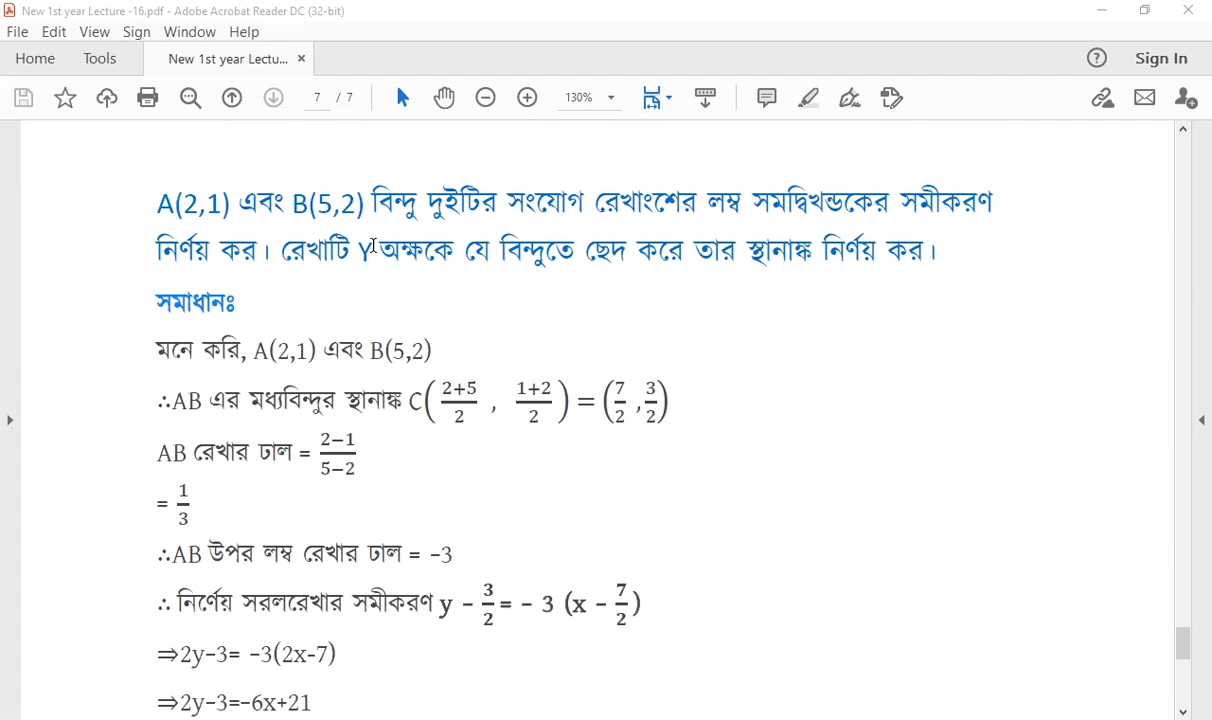 New 1st year Lecture -16.pdf - Adobe Acrobat Reader DC (32-bit)
File Edit View Sign Window Help
Home Tools New 1st year Lectu... × Sign In
7 / 7 130%
A(2,1) এবং B(5,2) বিন্দু দুইটির সংযোগ রেখাংশের লম্ব সমদ্বিখন্ডকের সমীকরণ
নির্ণয় কর। রেখাটি Y অক্ষকে যে বিন্দুতে ছেদ করে তার স্থানাঙ্ক নির্ণয় কর।
সমাধানঃ
মনে করি, A(2,1) এবং B(5,2)
∴AB এর মধ্যবিন্দুর স্থানাঙ্ক C(2+5/2 , 1+2/2) = (7/2 ,3/2)
AB রেখার ঢাল = 2−1/5−2
= 1/3
∴AB উপর লম্ব রেখার ঢাল = -3
∴ নির্ণেয় সরলরেখার সমীকরণ y − 3/2 = − 3 (x − 7/2)
⇒2y-3= -3(2x-7)
⇒2y-3=-6x+21